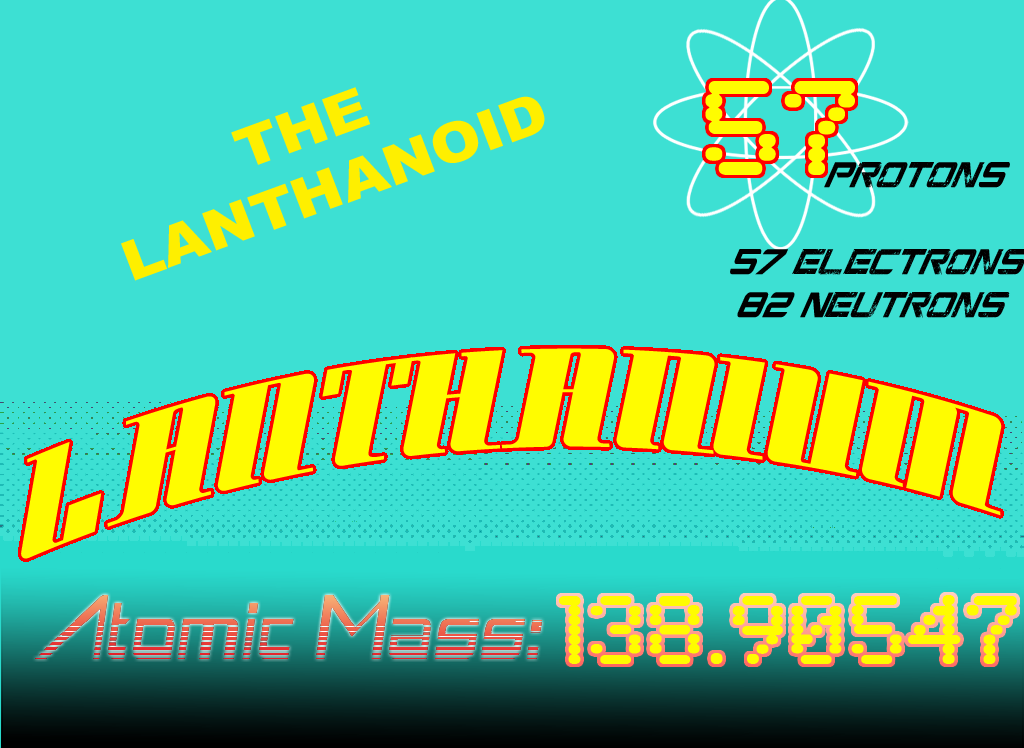 THE
LANTHANOID
57
PROTONS
57 ELECTRONS
82 NEUTRONS
LANTHANUM
Atomic Mass: 138.90547